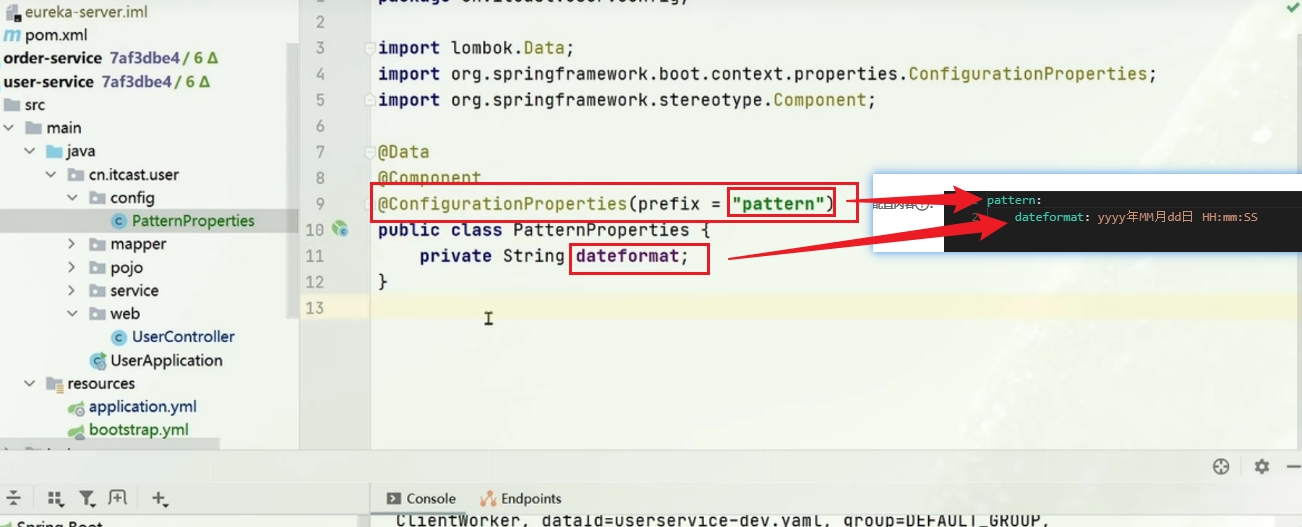 eureka-server.iml
pom.xml
order-service 7af3dbe4 / 6 Δ
user-service 7af3dbe4 / 6 Δ
src
main
java
cn.itcast.user
config
PatternProperties
mapper
pojo
service
web
UserController
UserApplication
resources
application.yml
bootstrap.yml
2
3 import lombok.Data;
4 import org.springframework.boot.context.properties.ConfigurationProperties;
5 import org.springframework.stereotype.Component;
6
7 @Data
8 @Component
9 @ConfigurationProperties(prefix = "pattern")
10 public class PatternProperties {
11 private String dateformat;
12 }
13
pattern:
2 dateformat: yyyy年MM月dd日 HH:mm:SS
Console Endpoints
ClientWorker, dataId=userservice-dev.yaml, group=DEFAULT_GROUP,
Spring Boot